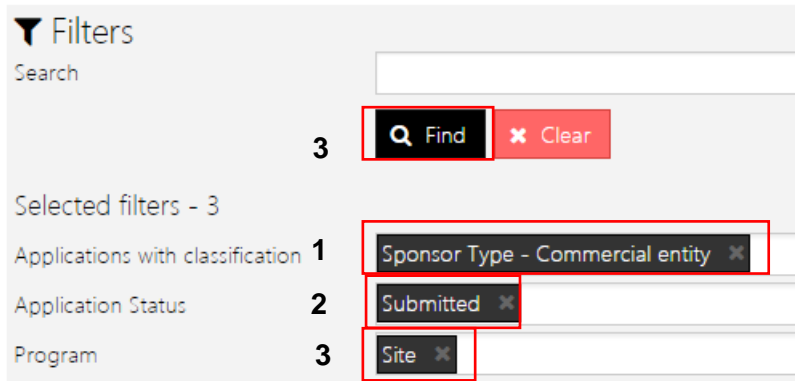 Filters
Search
3 Find Clear
Selected filters - 3
Applications with classification 1 Sponsor Type - Commercial entity
Application Status 2 Submitted
Program 3 Site